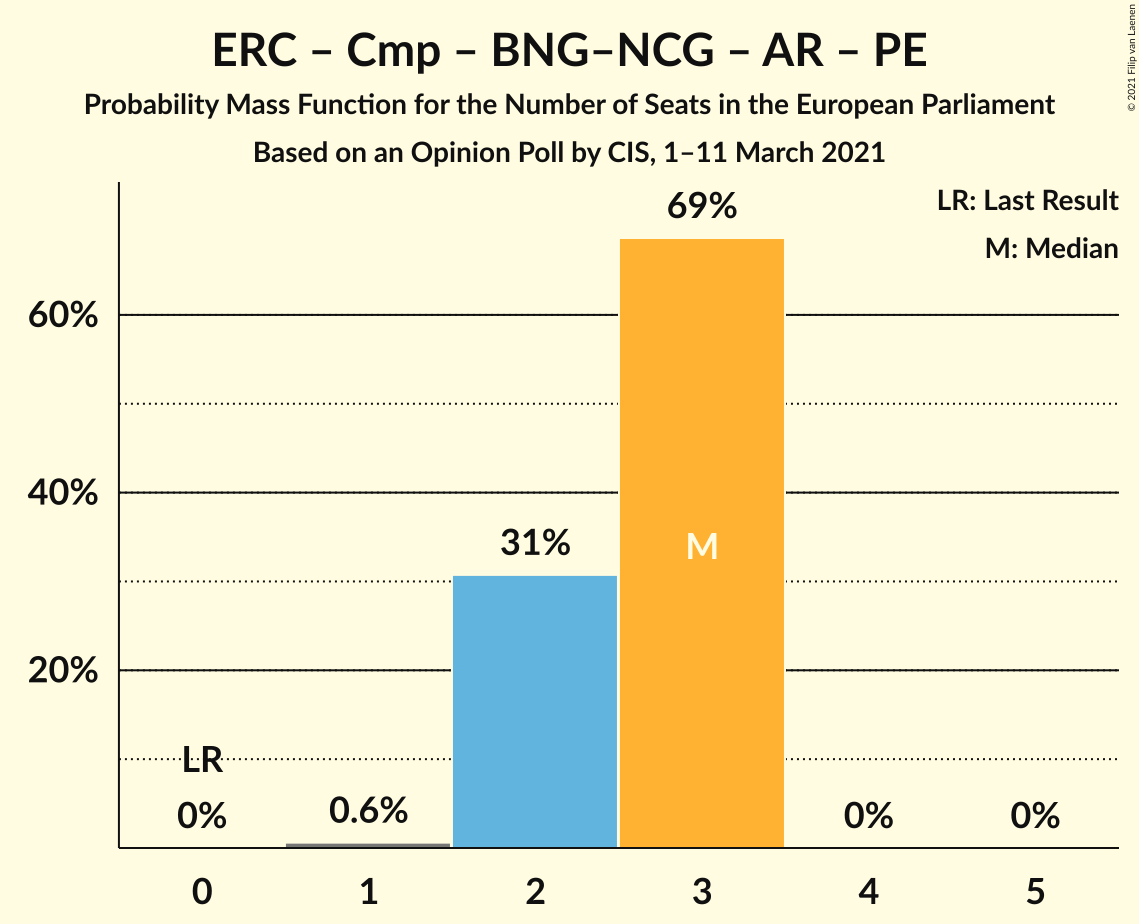 ERC – Cmp – BNG–NCG – AR – PE
Probability Mass Function for the Number of Seats in the European Parliament
Based on an Opinion Poll by CIS, 1–11 March 2021
© 2021 Filip van Laenen
LR: Last Result
M: Median
69%
60%
40%
31%
M
20%
LR
0%
0.6%
0%
0%
0 1 2 3 4 5